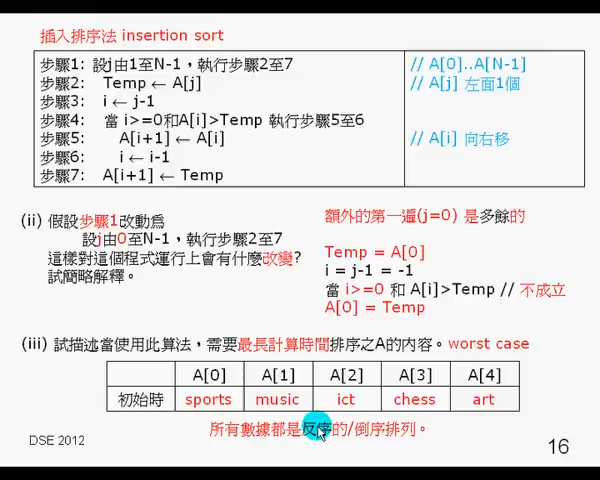 插入排序法 insertion sort
步驟1: 設j由1至N-1，執行步驟2至7 // A[0]..A[N-1]
步驟2: Temp ← A[j] // A[j] 左面1個
步驟3: i ← j-1
步驟4: 當 i>=0和A[i]>Temp 執行步驟5至6
步驟5: A[i+1] ← A[i] // A[i] 向右移
步驟6: i ← i-1
步驟7: A[i+1] ← Temp
(ii) 假設步驟1改動爲
設j由0至N-1，執行步驟2至7
這樣對這個程式運行上會有什麼改變?
試簡略解釋。
額外的第一遍(j=0) 是多餘的
Temp = A[0]
i = j-1 = -1
當 i>=0 和 A[i]>Temp // 不成立
A[0] = Temp
(iii) 試描述當使用此算法，需要最長計算時間排序之A的内容。worst case
A[0] A[1] A[2] A[3] A[4]
初始時 sports music ict chess art
所有數據都是反序的/倒序排列。
DSE 2012
16